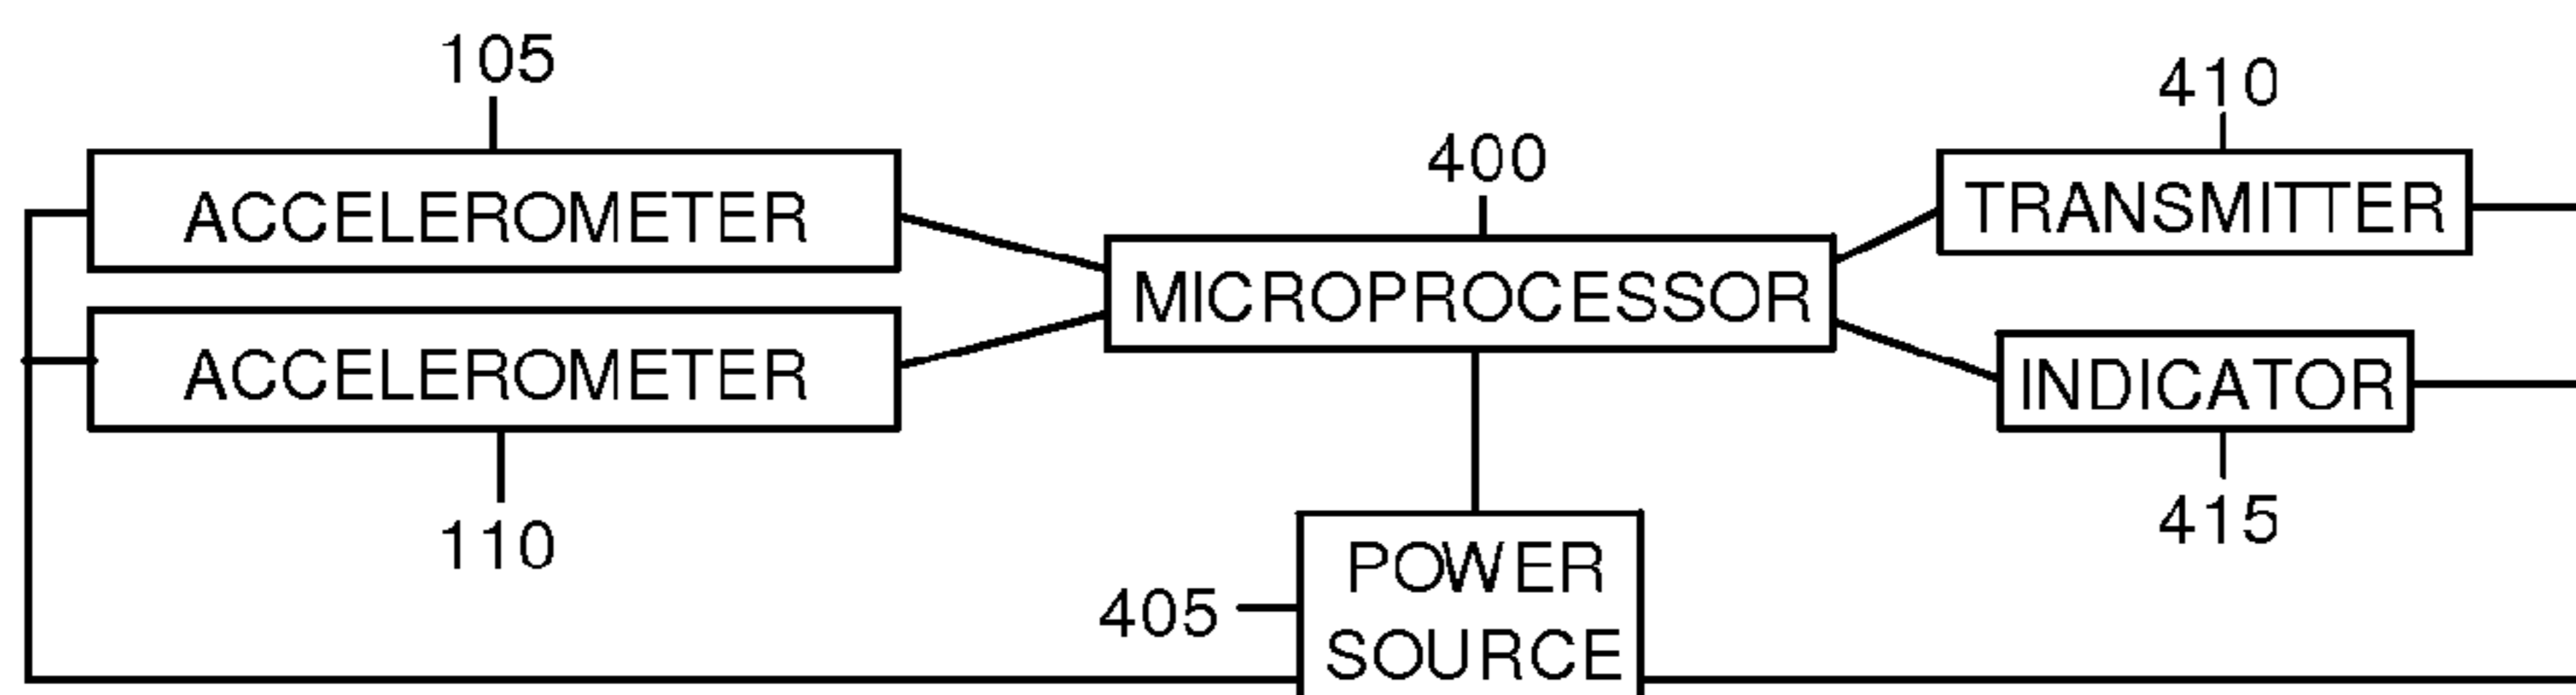 105
410
400
ACCELEROMETER
TRANSMITTER
MICROPROCESSOR
ACCELEROMETER
INDICATOR
110
415
POWER
405
SOURCE